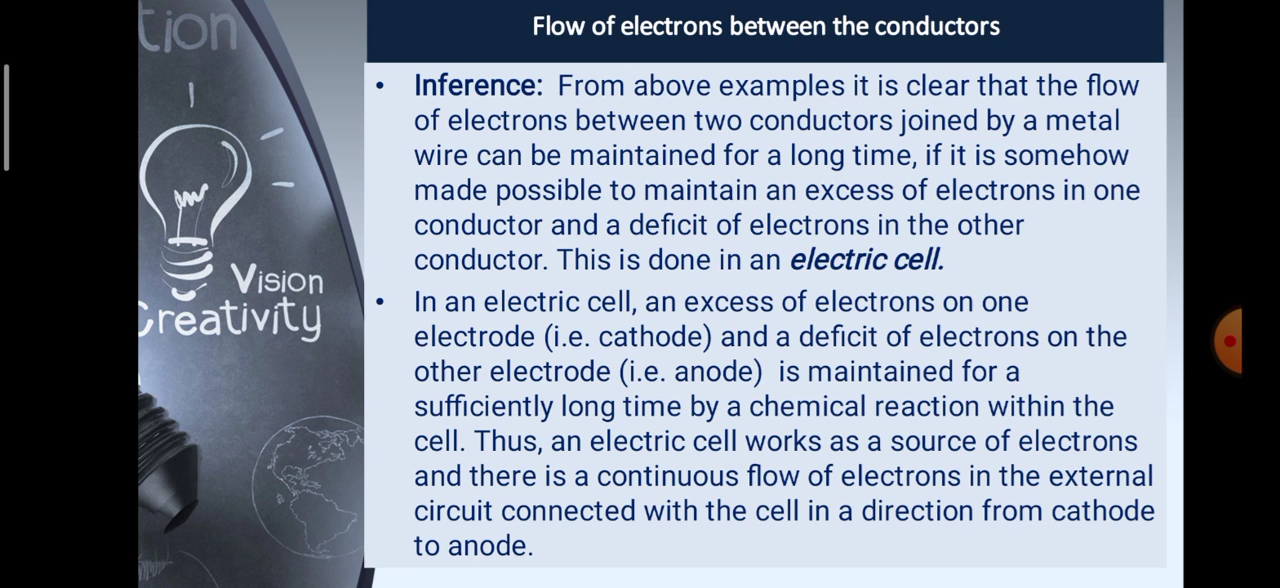 tion
Vision
Creativity
Flow of electrons between the conductors
• Inference: From above examples it is clear that the flow
of electrons between two conductors joined by a metal
wire can be maintained for a long time, if it is somehow
made possible to maintain an excess of electrons in one
conductor and a deficit of electrons in the other
conductor. This is done in an electric cell.
• In an electric cell, an excess of electrons on one
electrode (i.e. cathode) and a deficit of electrons on the
other electrode (i.e. anode) is maintained for a
sufficiently long time by a chemical reaction within the
cell. Thus, an electric cell works as a source of electrons
and there is a continuous flow of electrons in the external
circuit connected with the cell in a direction from cathode
to anode.